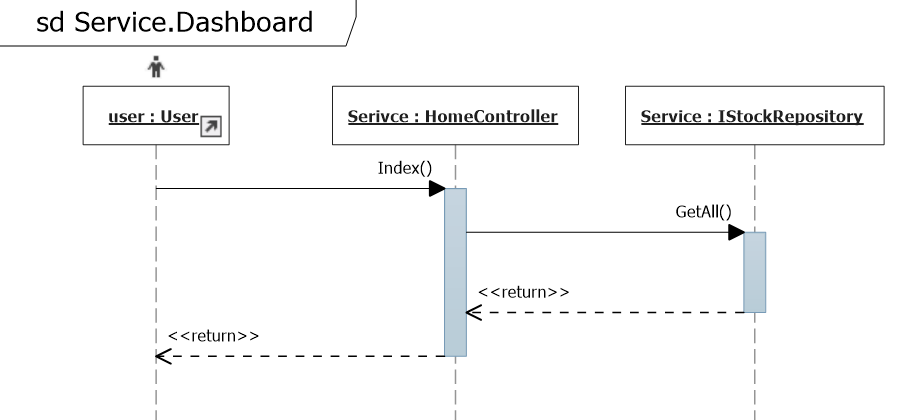 sd Service.Dashboard
user : User
Serivce : HomeController
Service : IStockRepository
Index()
GetAll()
<<return>>
<<return>>